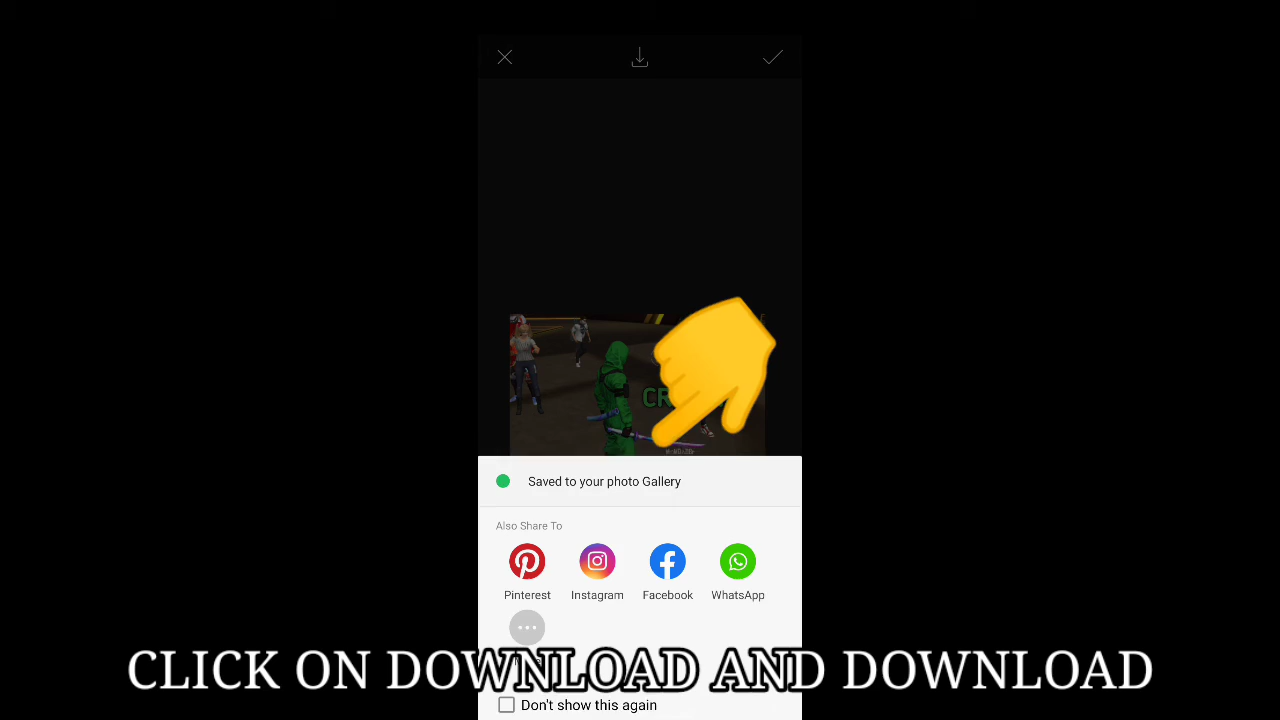 CR
Saved to your photo Gallery
Also Share To
Pinterest Instagram Facebook WhatsApp
CLICK ON DOWNLOAD AND DOWNLOAD
Don't show this again